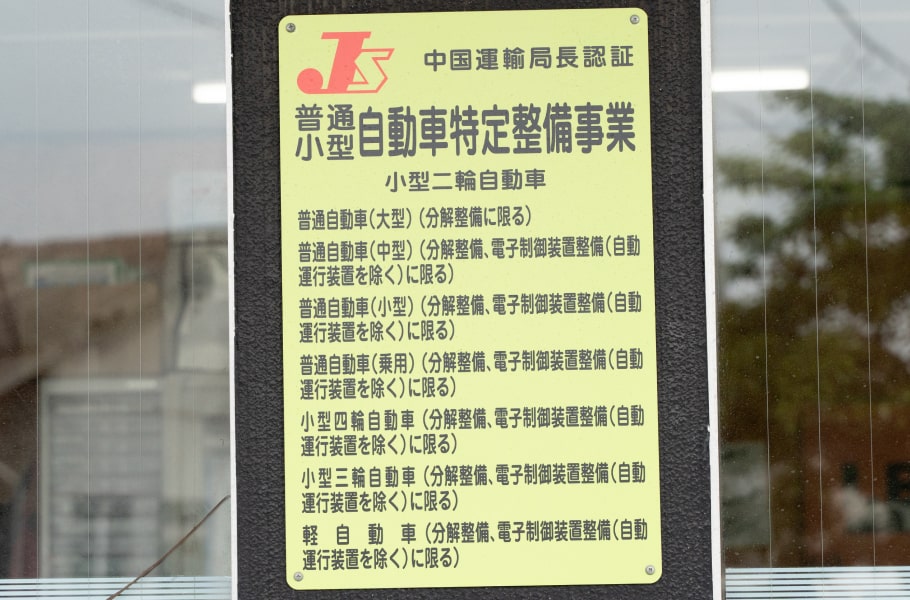 JS 中国運輸局長認証
普通
小型 自動車特定整備事業
小型二輪自動車
普通自動車(大型)(分解整備に限る)
普通自動車(中型)(分解整備、電子制御装置整備(自動
運行装置を除く)に限る)
普通自動車(小型)(分解整備、電子制御装置整備(自動
運行装置を除く)に限る)
普通自動車(乗用)(分解整備、電子制御装置整備(自動
運行装置を除く)に限る)
小型四輪自動車(分解整備、電子制御装置整備(自動
運行装置を除く)に限る)
小型三輪自動車(分解整備、電子制御装置整備(自動
運行装置を除く)に限る)
軽自動車(分解整備、電子制御装置整備(自動
運行装置を除く)に限る)